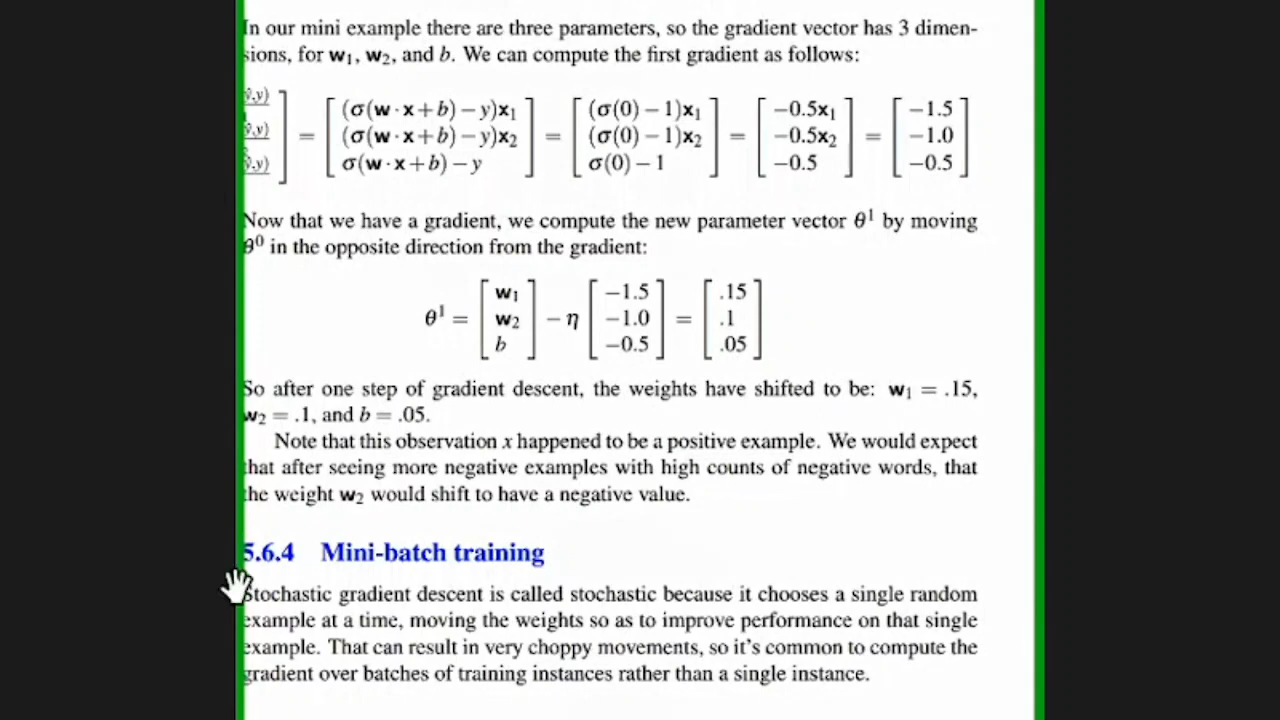 In our mini example there are three parameters, so the gradient vector has 3 dimen-
sions, for w1, w2, and b. We can compute the first gradient as follows:
,y) ] = [ (σ(w · x + b) − y)x1 ] = [ (σ(0) − 1)x1 ] = [ −0.5x1 ] = [ −1.5 ]
,y) ] = [ (σ(w · x + b) − y)x2 ] = [ (σ(0) − 1)x2 ] = [ −0.5x2 ] = [ −1.0 ]
,y) ] = [ σ(w · x + b) − y ] = [ σ(0) − 1 ] = [ −0.5 ] = [ −0.5 ]
Now that we have a gradient, we compute the new parameter vector θ¹ by moving
θ⁰ in the opposite direction from the gradient:
[ w1 ] [ −1.5 ] [ .15 ]
θ¹ = [ w2 ] − η [ −1.0 ] = [ .1 ]
[ b ] [ −0.5 ] [ .05 ]
So after one step of gradient descent, the weights have shifted to be: w1 = .15,
w2 = .1, and b = .05.
Note that this observation x happened to be a positive example. We would expect
that after seeing more negative examples with high counts of negative words, that
the weight w2 would shift to have a negative value.
5.6.4 Mini-batch training
Stochastic gradient descent is called stochastic because it chooses a single random
example at a time, moving the weights so as to improve performance on that single
example. That can result in very choppy movements, so it's common to compute the
gradient over batches of training instances rather than a single instance.